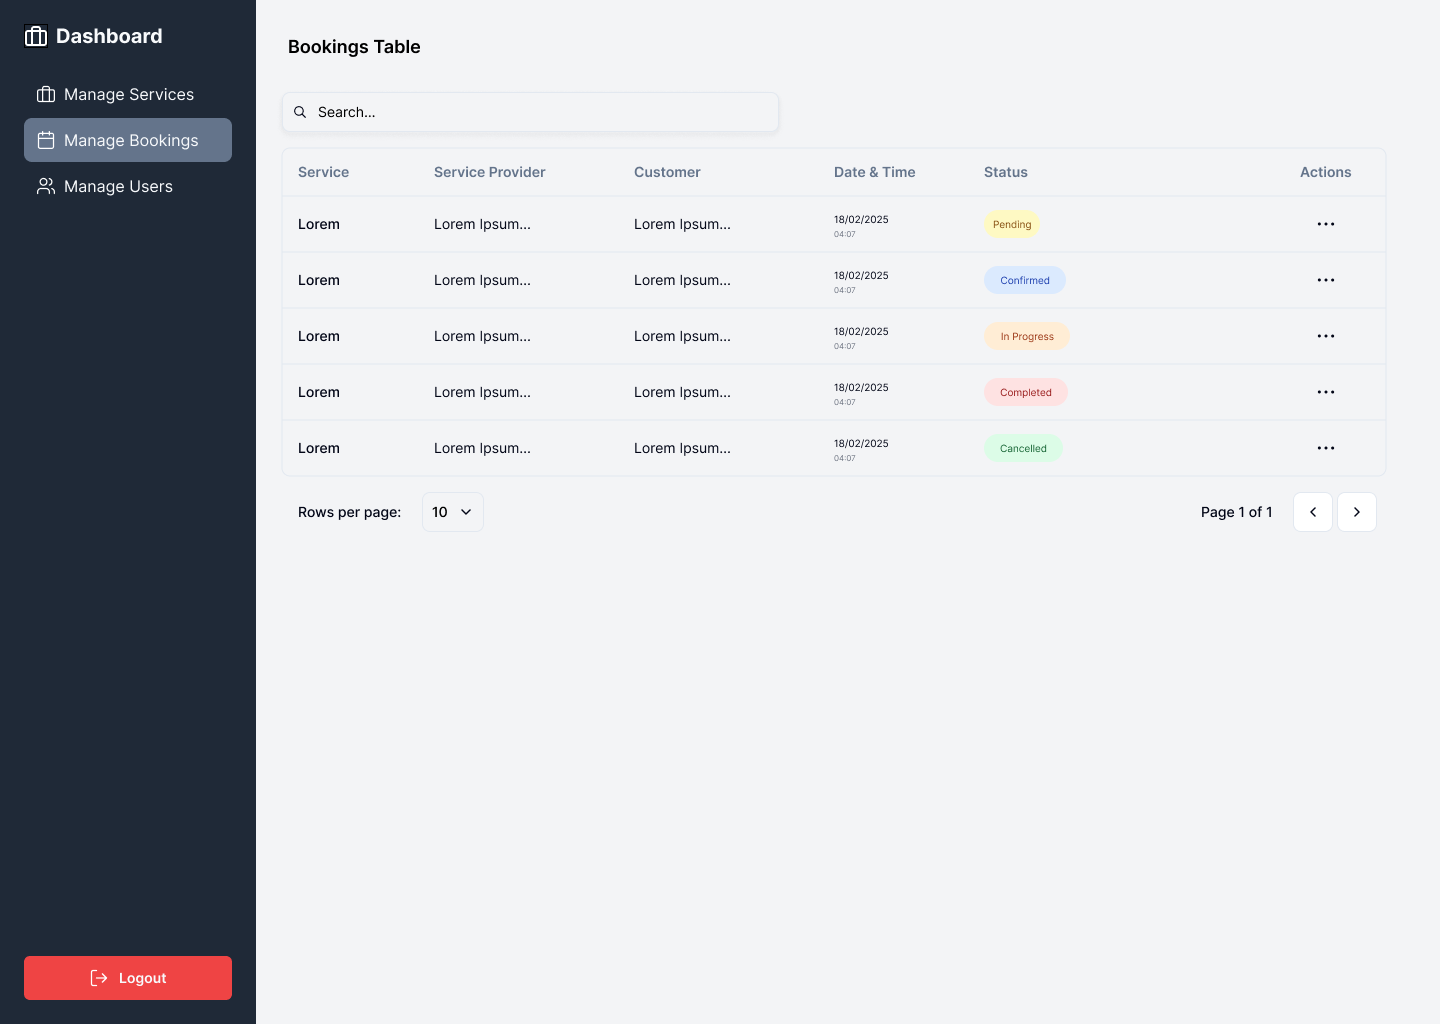 Dashboard
Manage Services
Manage Bookings
Manage Users
Logout
Bookings Table
Search...
Service Service Provider Customer Date & Time Status Actions
Lorem Lorem Ipsum... Lorem Ipsum... 18/02/2025 04:07 Pending
Lorem Lorem Ipsum... Lorem Ipsum... 18/02/2025 04:07 Confirmed
Lorem Lorem Ipsum... Lorem Ipsum... 18/02/2025 04:07 In Progress
Lorem Lorem Ipsum... Lorem Ipsum... 18/02/2025 04:07 Completed
Lorem Lorem Ipsum... Lorem Ipsum... 18/02/2025 04:07 Cancelled
Rows per page: 10 Page 1 of 1